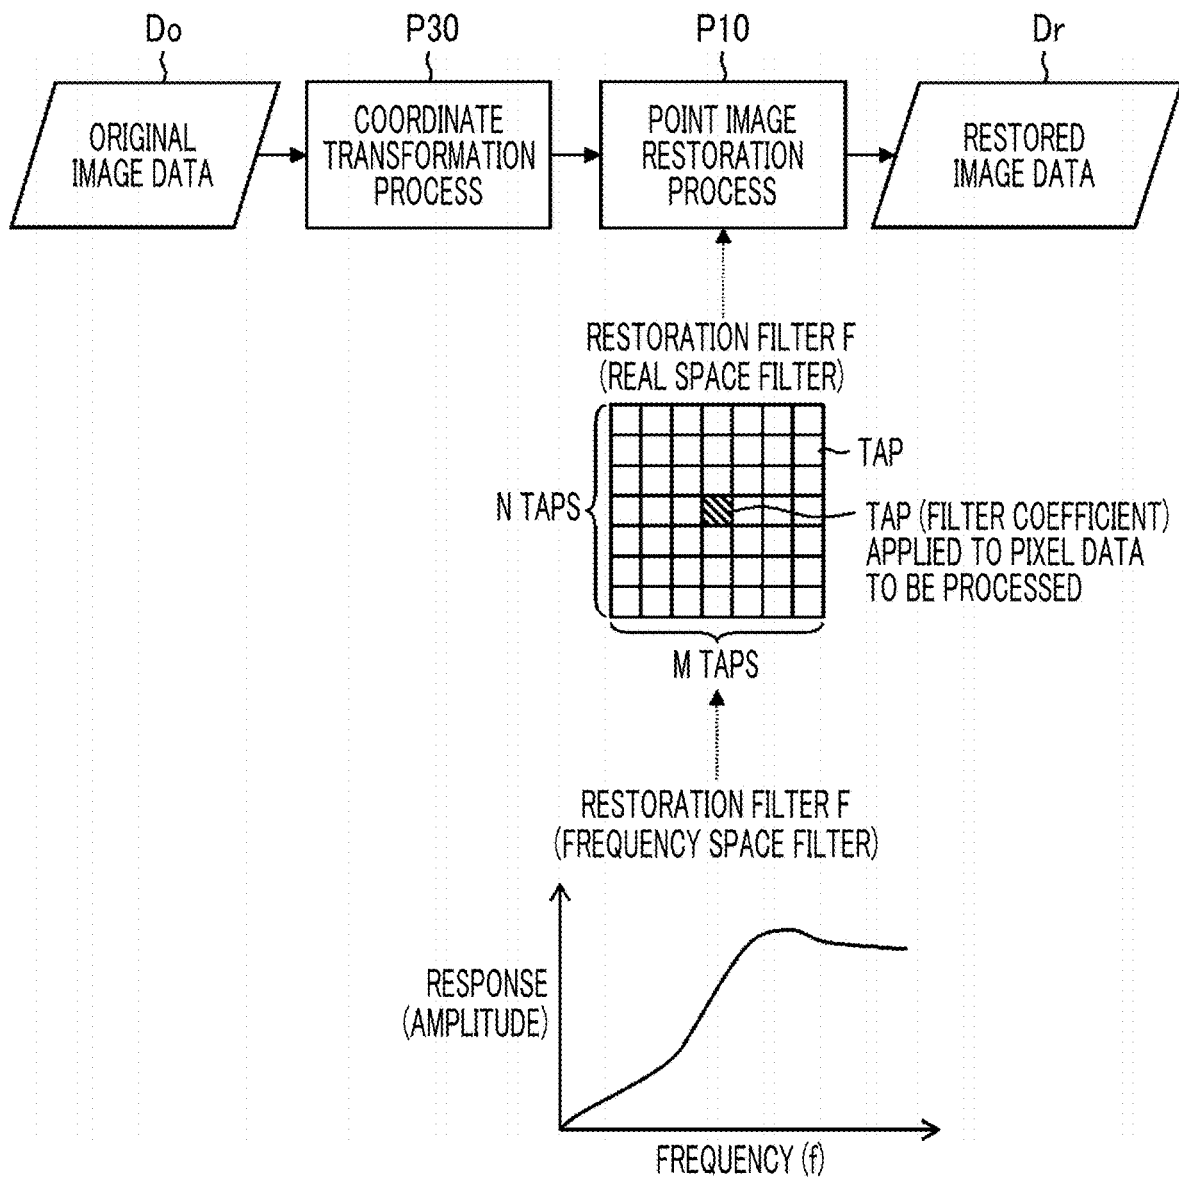 Do
P30
P10
Dr
ORIGINAL
IMAGE DATA
COORDINATE
TRANSFORMATION
PROCESS
POINT IMAGE
RESTORATION
PROCESS
RESTORED
IMAGE DATA
RESTORATION FILTER F
(REAL SPACE FILTER)
TAP
N TAPS
TAP (FILTER COEFFICIENT)
APPLIED TO PIXEL DATA
TO BE PROCESSED
M TAPS
RESTORATION FILTER F
(FREQUENCY SPACE FILTER)
RESPONSE
(AMPLITUDE)
FREQUENCY (f)